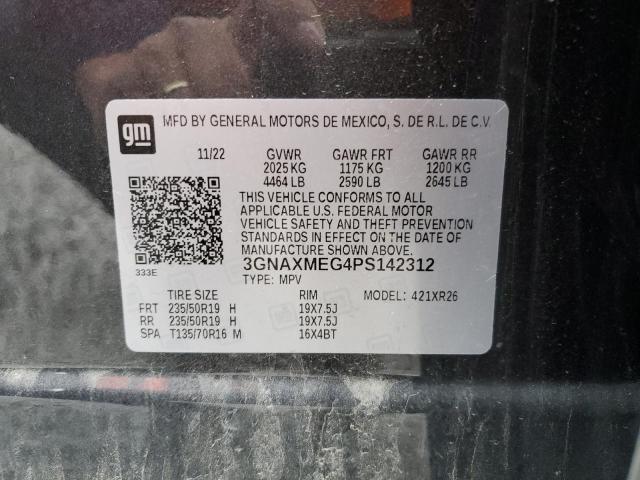 gm
MFD BY GENERAL MOTORS DE MEXICO, S. DE R.L. DE C.V.
11/22 GVWR GAWR FRT GAWR RR
2025 KG 1175 KG 1200 KG
4464 LB 2590 LB 2645 LB
THIS VEHICLE CONFORMS TO ALL
APPLICABLE U.S. FEDERAL MOTOR
VEHICLE SAFETY AND THEFT PREVENTION
STANDARDS IN EFFECT ON THE DATE OF
MANUFACTURE SHOWN ABOVE.
3GNAXMEG4PS142312
333E TYPE: MPV
TIRE SIZE RIM MODEL: 421XR26
FRT 235/50R19 H 19X7.5J
RR 235/50R19 H 19X7.5J
SPA T135/70R16 M 16X4BT